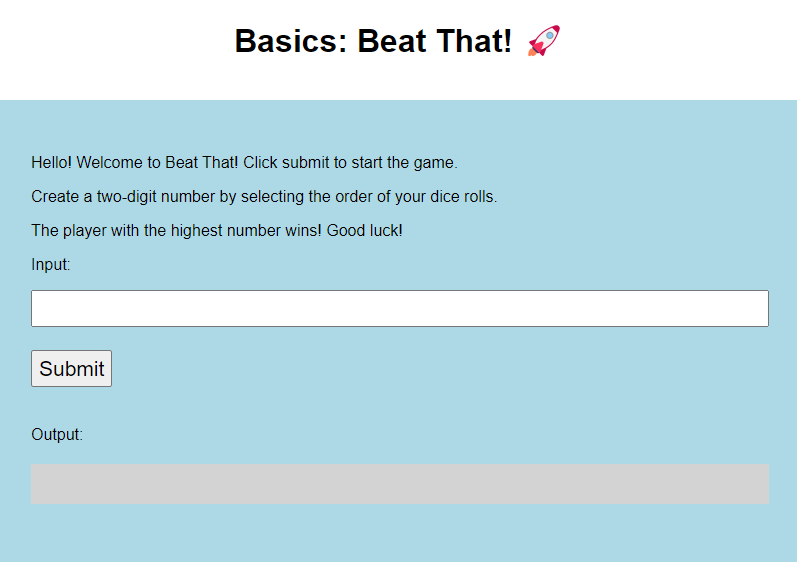 Basics: Beat That! 🚀
Hello! Welcome to Beat That! Click submit to start the game.
Create a two-digit number by selecting the order of your dice rolls.
The player with the highest number wins! Good luck!
Input:
Submit
Output: